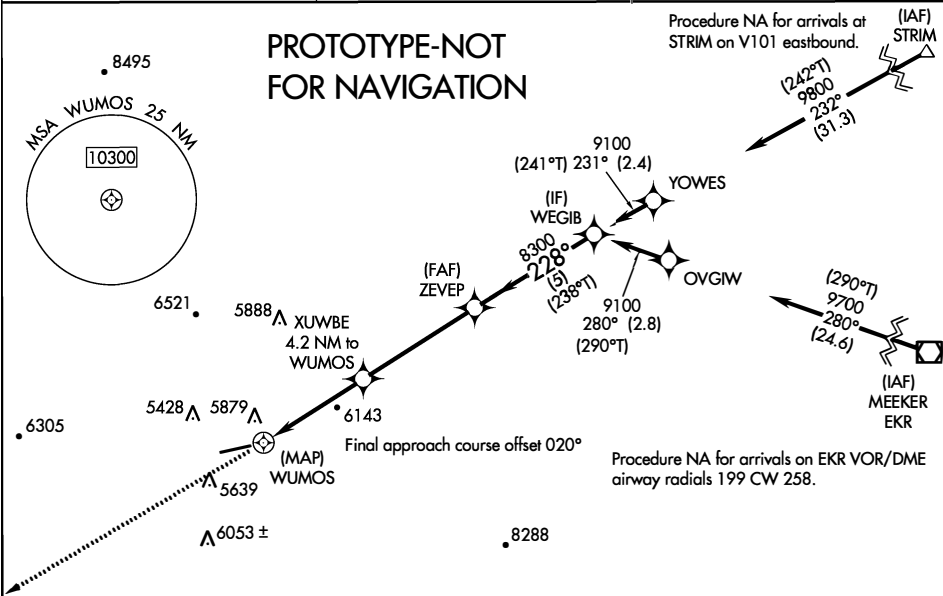 PROTOTYPE-NOT
FOR NAVIGATION
Procedure NA for arrivals at
STRIM on V101 eastbound.
(IAF)
STRIM
8495
MSA WUMOS 25 NM
10300
(242°T)
9800
232°
(31.3)
9100
(241°T) 231° (2.4)
YOWES
(IF)
WEGIB
8300
228°
(5)
(238°T)
OVGIW
9100
280° (2.8)
(290°T)
(FAF)
ZEVEP
(290°T)
9700
280°
(24.6)
(IAF)
MEEKER
EKR
6521
5888
XUWBE
4.2 NM to
WUMOS
5428
5879
6143
6305
Final approach course offset 020°
(MAP)
WUMOS
Procedure NA for arrivals on EKR VOR/DME
airway radials 199 CW 258.
5639
6053 ±
8288